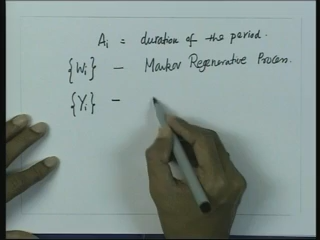 Ai = duration of the period.
{Wi} – Markov Regenerative Process.
{Yi} –